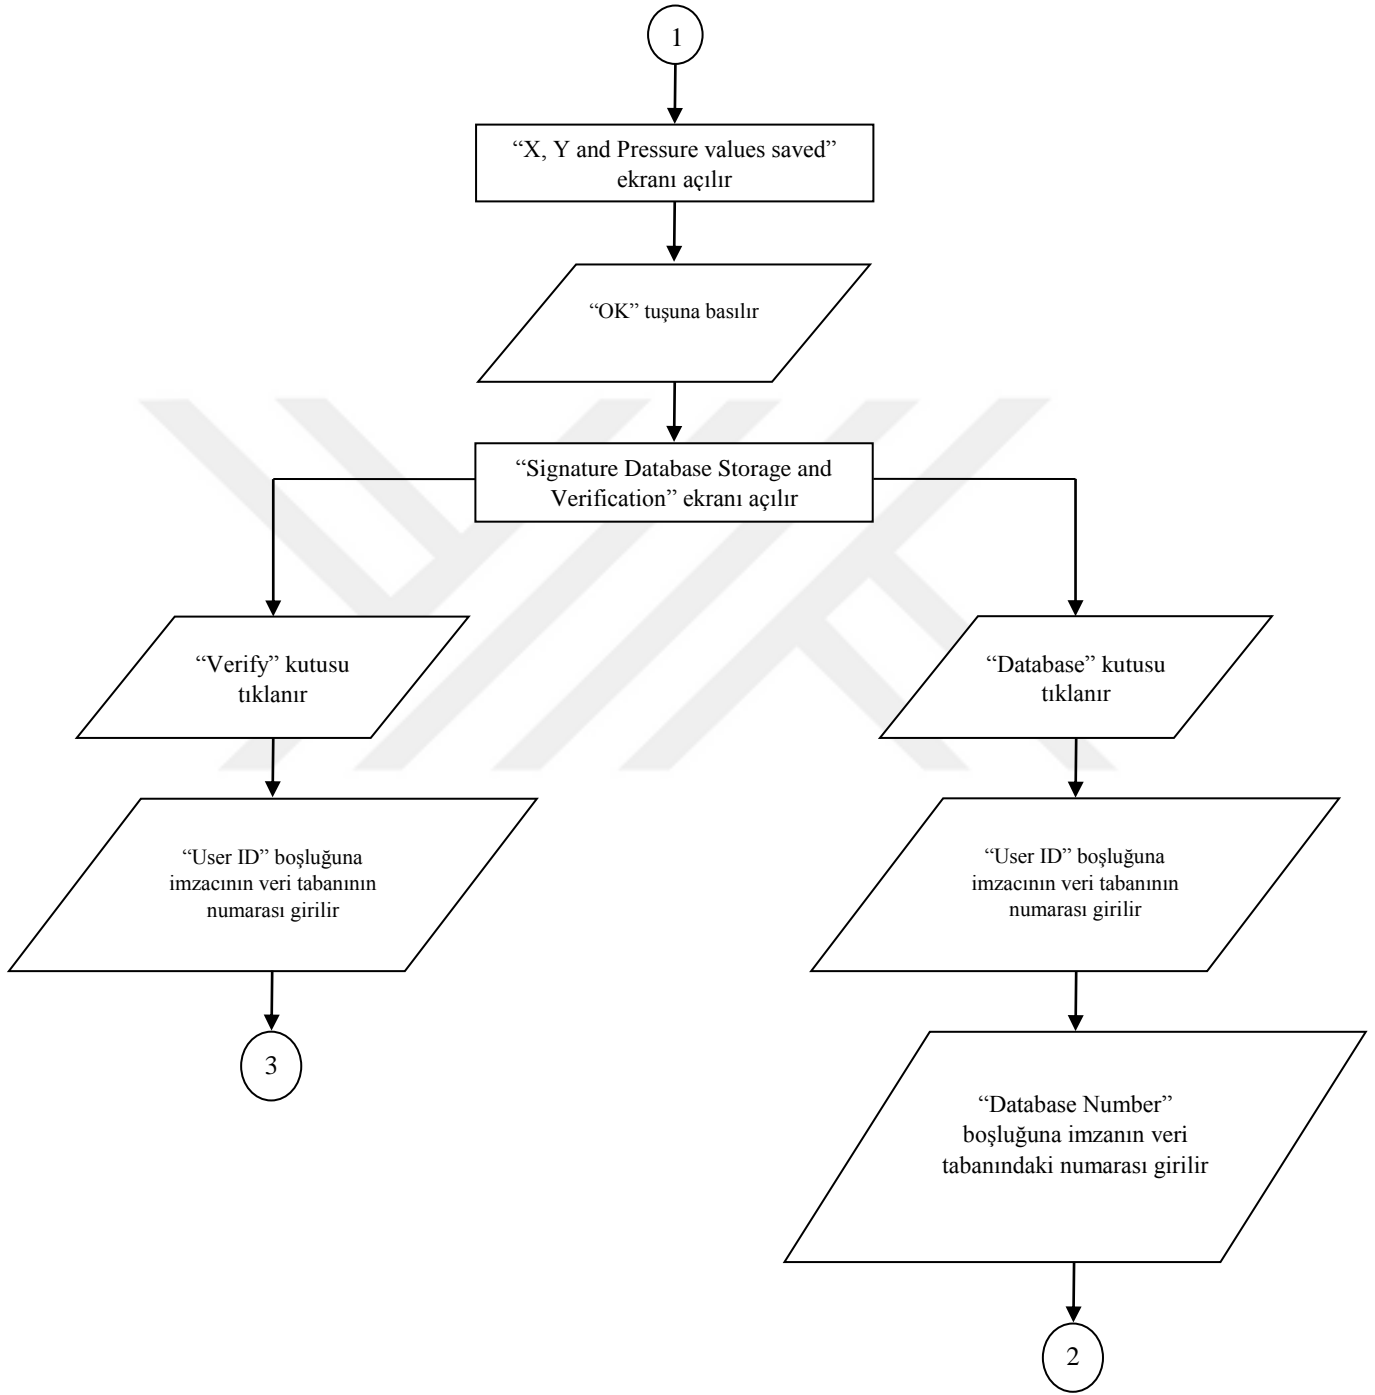 1
“X, Y and Pressure values saved”
ekranı açılır
“OK” tuşuna basılır
“Signature Database Storage and
Verification” ekranı açılır
“Verify” kutusu
tıklanır
“User ID” boşluğuna
imzacının veri tabanının
numarası girilir
3
“Database” kutusu
tıklanır
“User ID” boşluğuna
imzacının veri tabanının
numarası girilir
“Database Number”
boşluğuna imzanın veri
tabanındaki numarası girilir
2